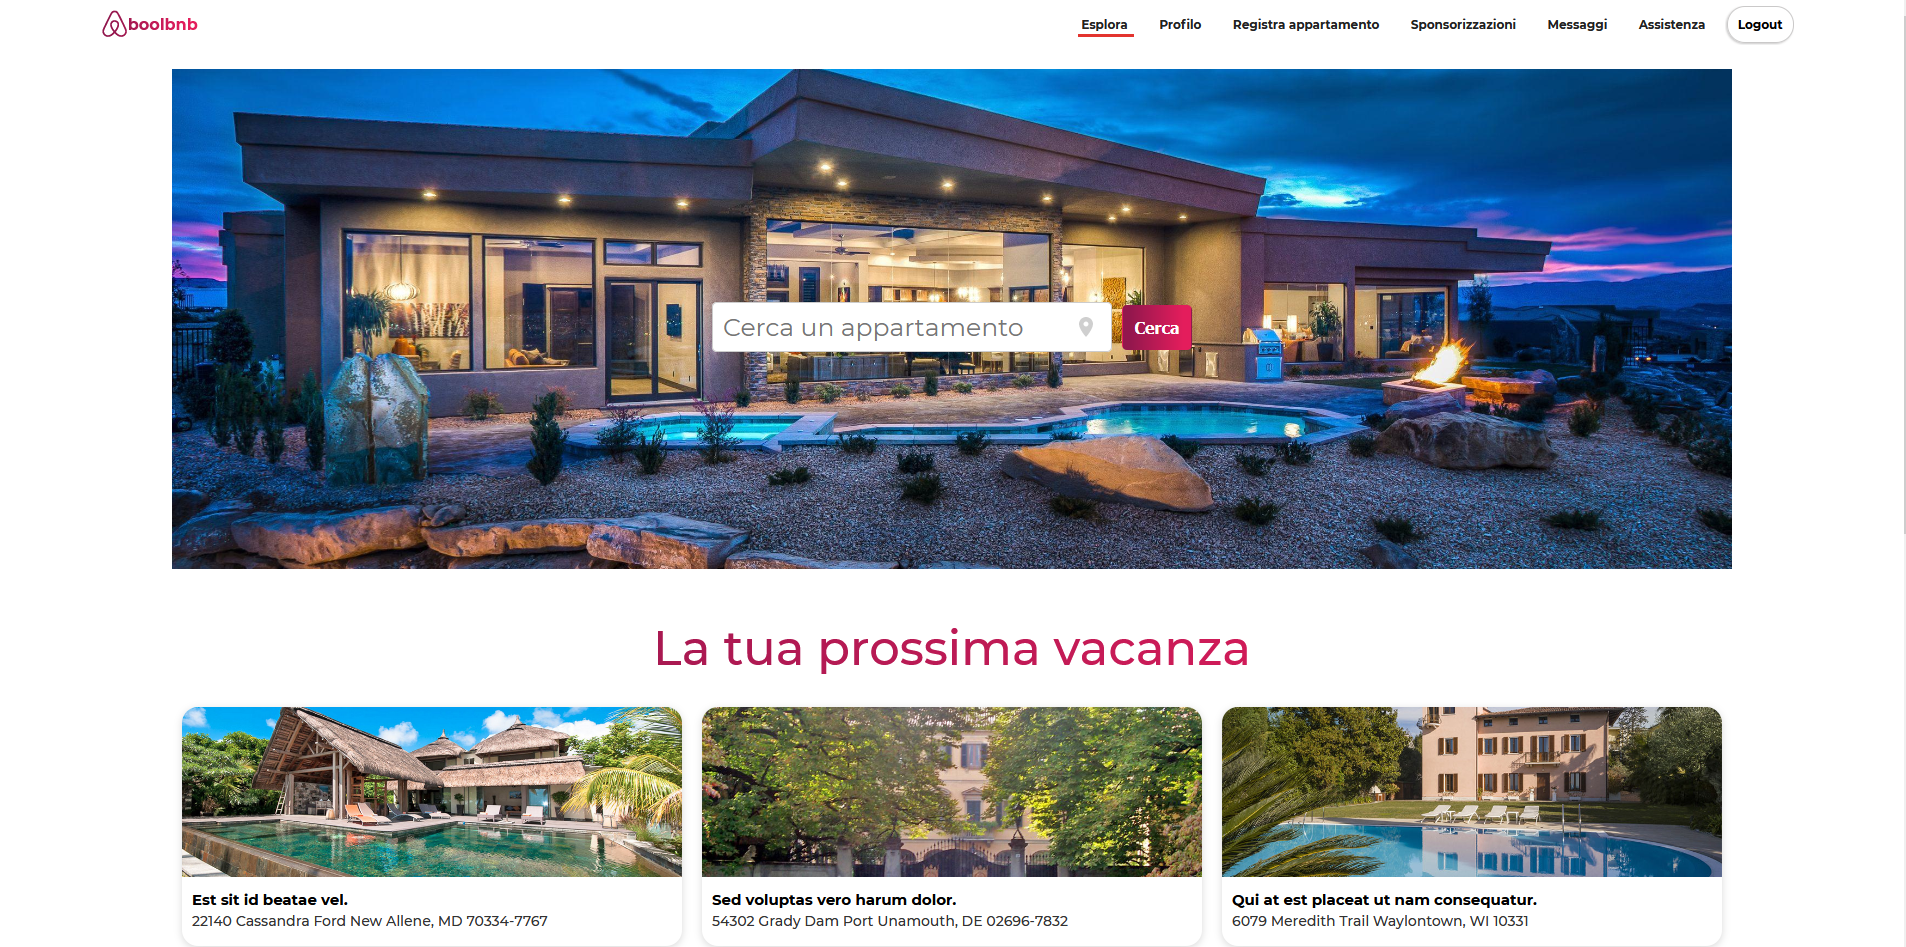 boolbnb
Esplora Profilo Registra appartamento Sponsorizzazioni Messaggi Assistenza Logout
Cerca un appartamento Cerca
La tua prossima vacanza
Est sit id beatae vel.
22140 Cassandra Ford New Allene, MD 70334-7767
Sed voluptas vero harum dolor.
54302 Grady Dam Port Unamouth, DE 02696-7832
Qui at est placeat ut nam consequatur.
6079 Meredith Trail Waylontown, WI 10331